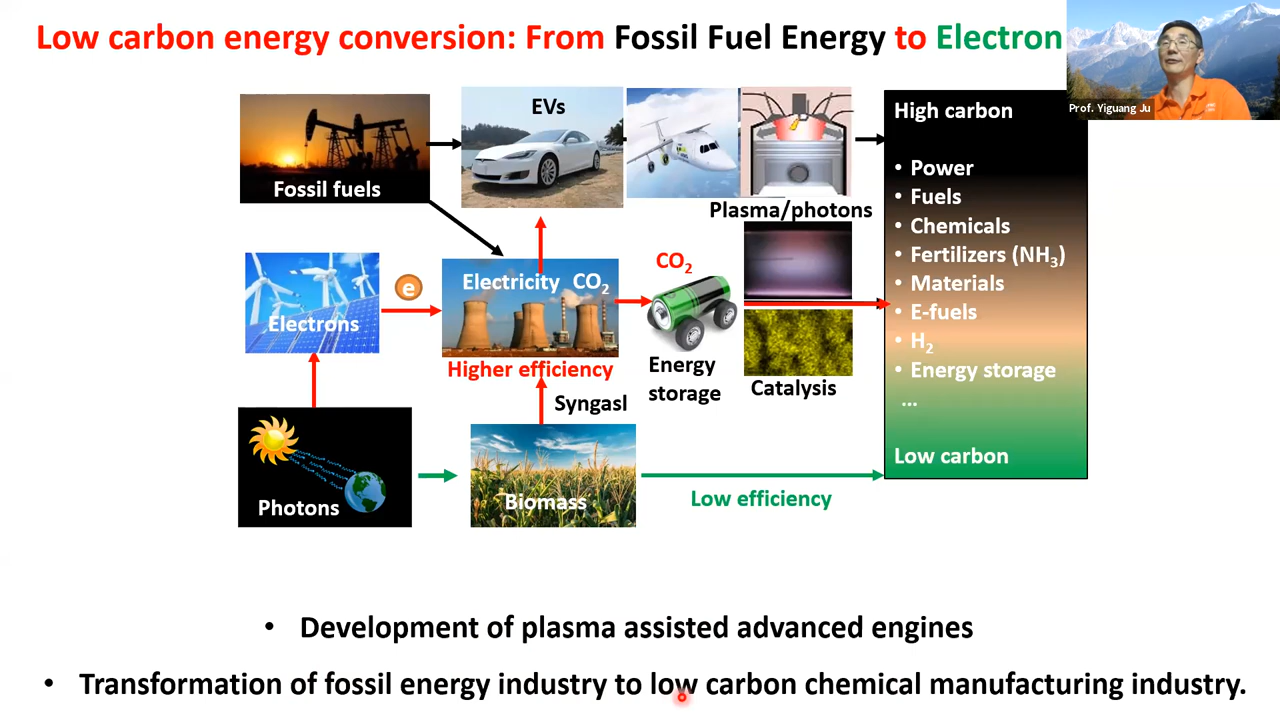 Low carbon energy conversion: From Fossil Fuel Energy to Electron
Prof. Yiguang Ju
EVs
Fossil fuels
Plasma/photons
High carbon
• Power
• Fuels
• Chemicals
• Fertilizers (NH3)
• Materials
• E-fuels
• H2
• Energy storage
...
Low carbon
Electrons
e
Electricity CO2
Higher efficiency
CO2
Energy
storage
Catalysis
Syngasl
Photons
Biomass
Low efficiency
• Development of plasma assisted advanced engines
• Transformation of fossil energy industry to low carbon chemical manufacturing industry.